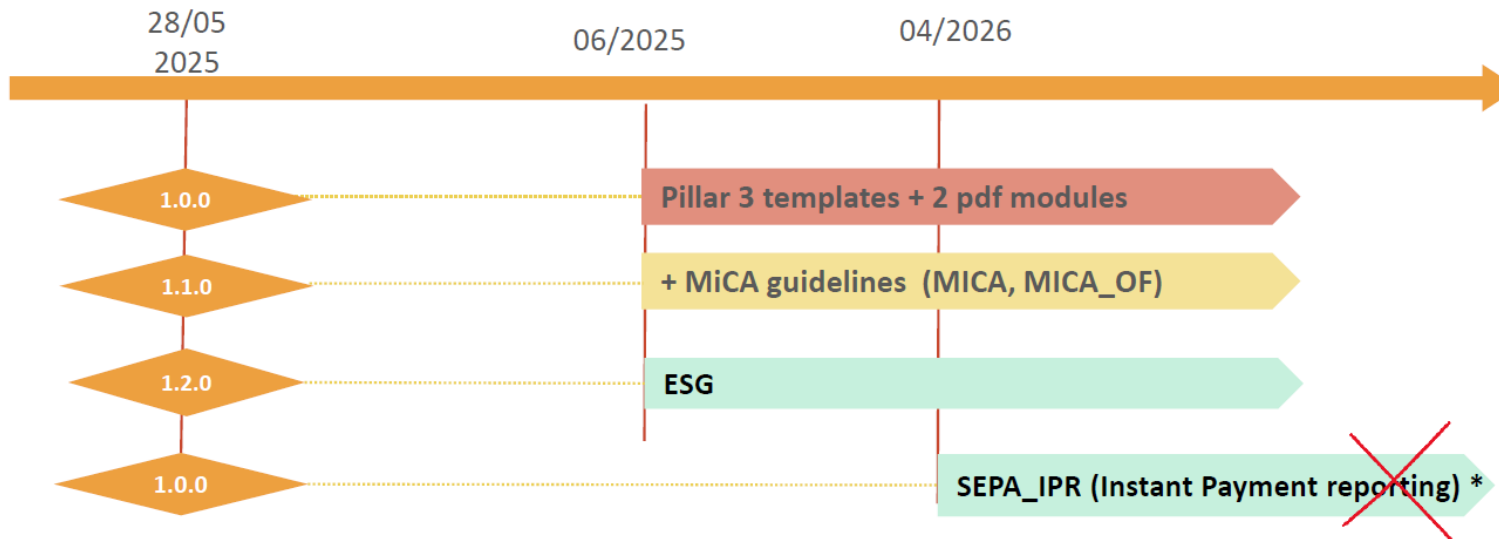 28/05
2025
06/2025
04/2026
1.0.0
Pillar 3 templates + 2 pdf modules
1.1.0
+ MiCA guidelines  (MICA, MICA_OF)
1.2.0
ESG
1.0.0
SEPA_IPR (Instant Payment reporting) *